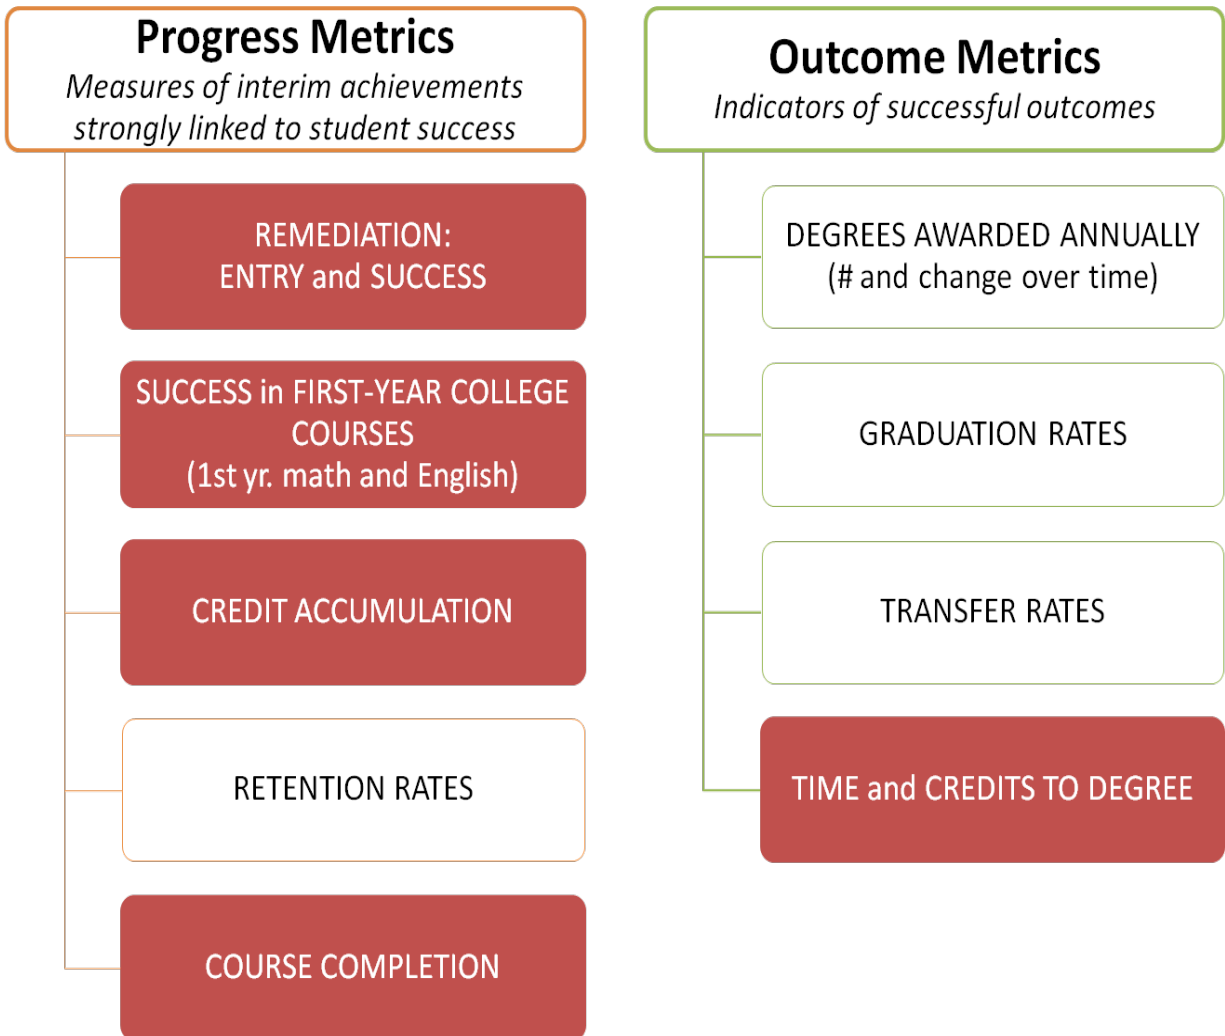 Progress Metrics
Measures of interim achievements
strongly linked to student success
REMEDIATION:
ENTRY and SUCCESS
SUCCESS in FIRST-YEAR COLLEGE
COURSES
(1st yr. math and English)
CREDIT ACCUMULATION
RETENTION RATES
COURSE COMPLETION
Outcome Metrics
Indicators of successful outcomes
DEGREES AWARDED ANNUALLY
(# and change over time)
GRADUATION RATES
TRANSFER RATES
TIME and CREDITS TO DEGREE